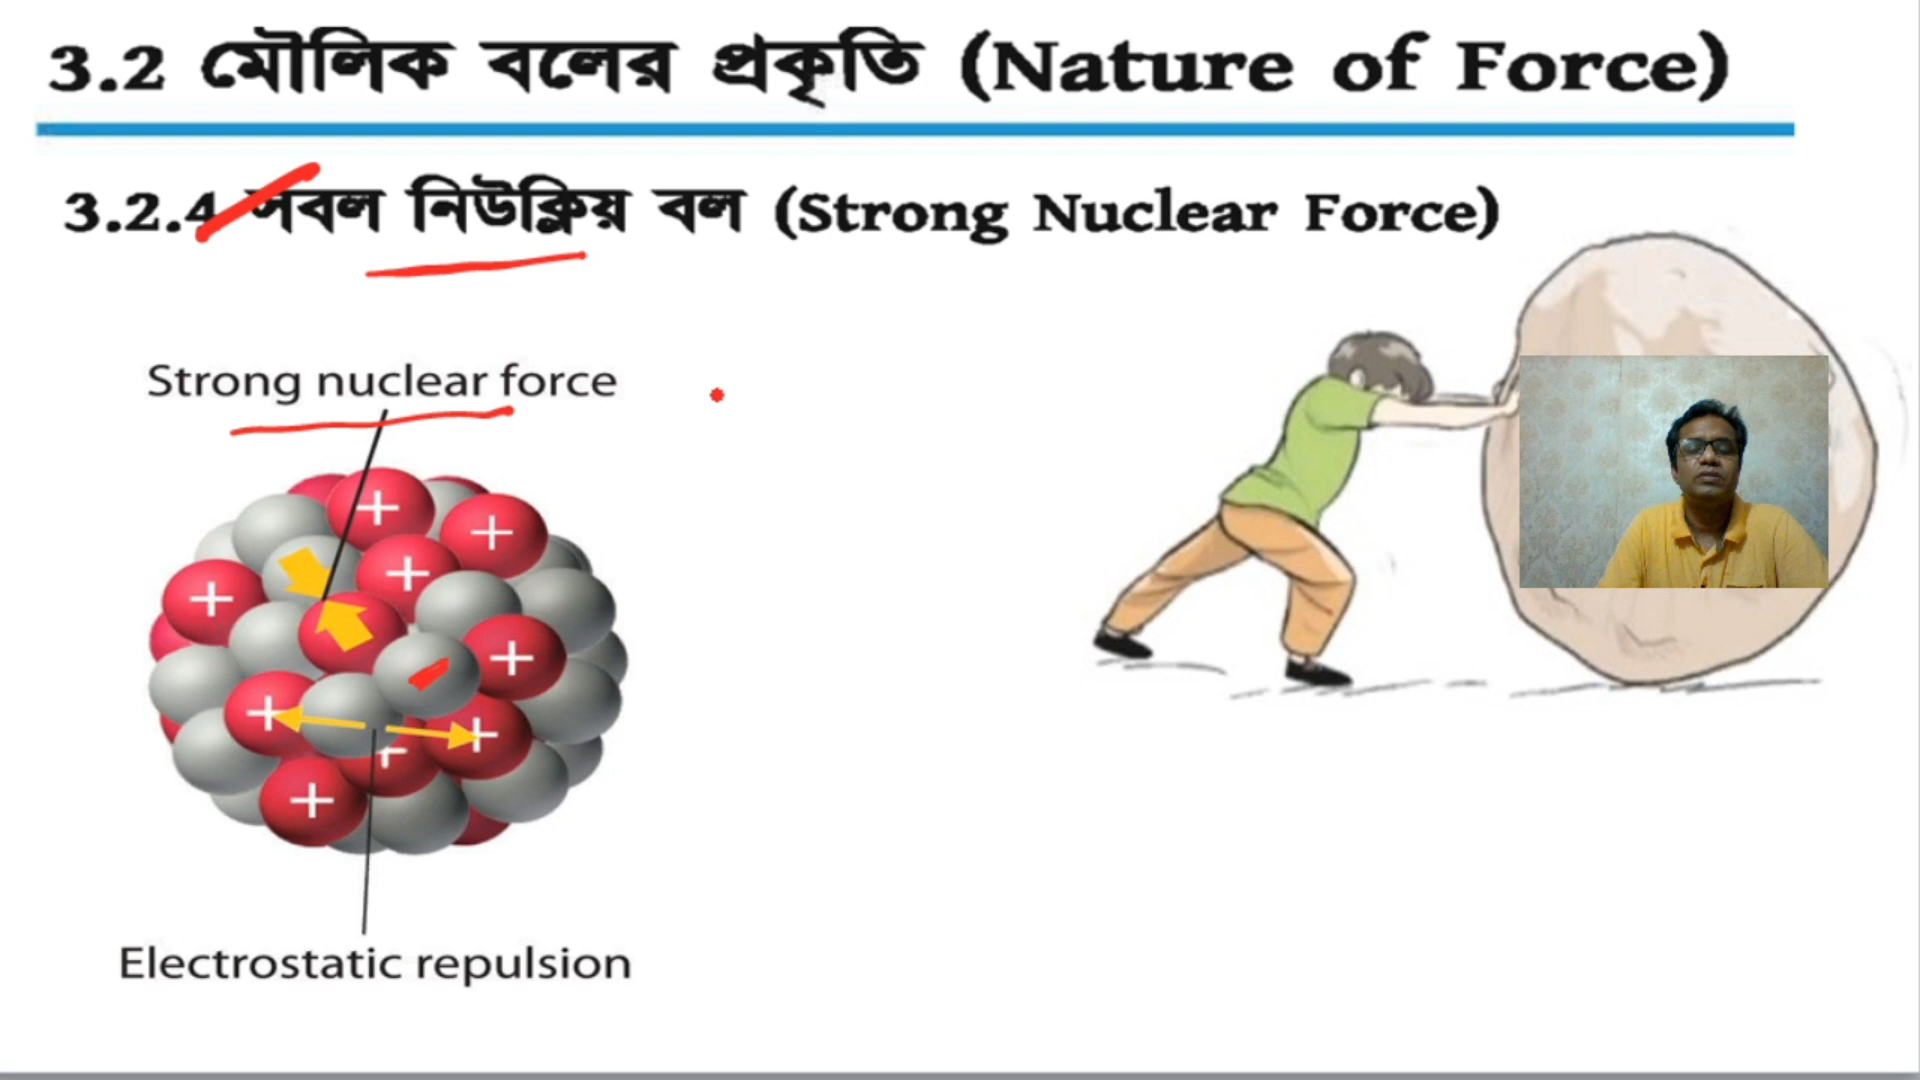 3.2 মৌলিক বলের প্রকৃতি (Nature of Force)
3.2.4 সবল নিউক্লিয় বল (Strong Nuclear Force)
Strong nuclear force
+ +
+
+
+
+ +
+
+
Electrostatic repulsion